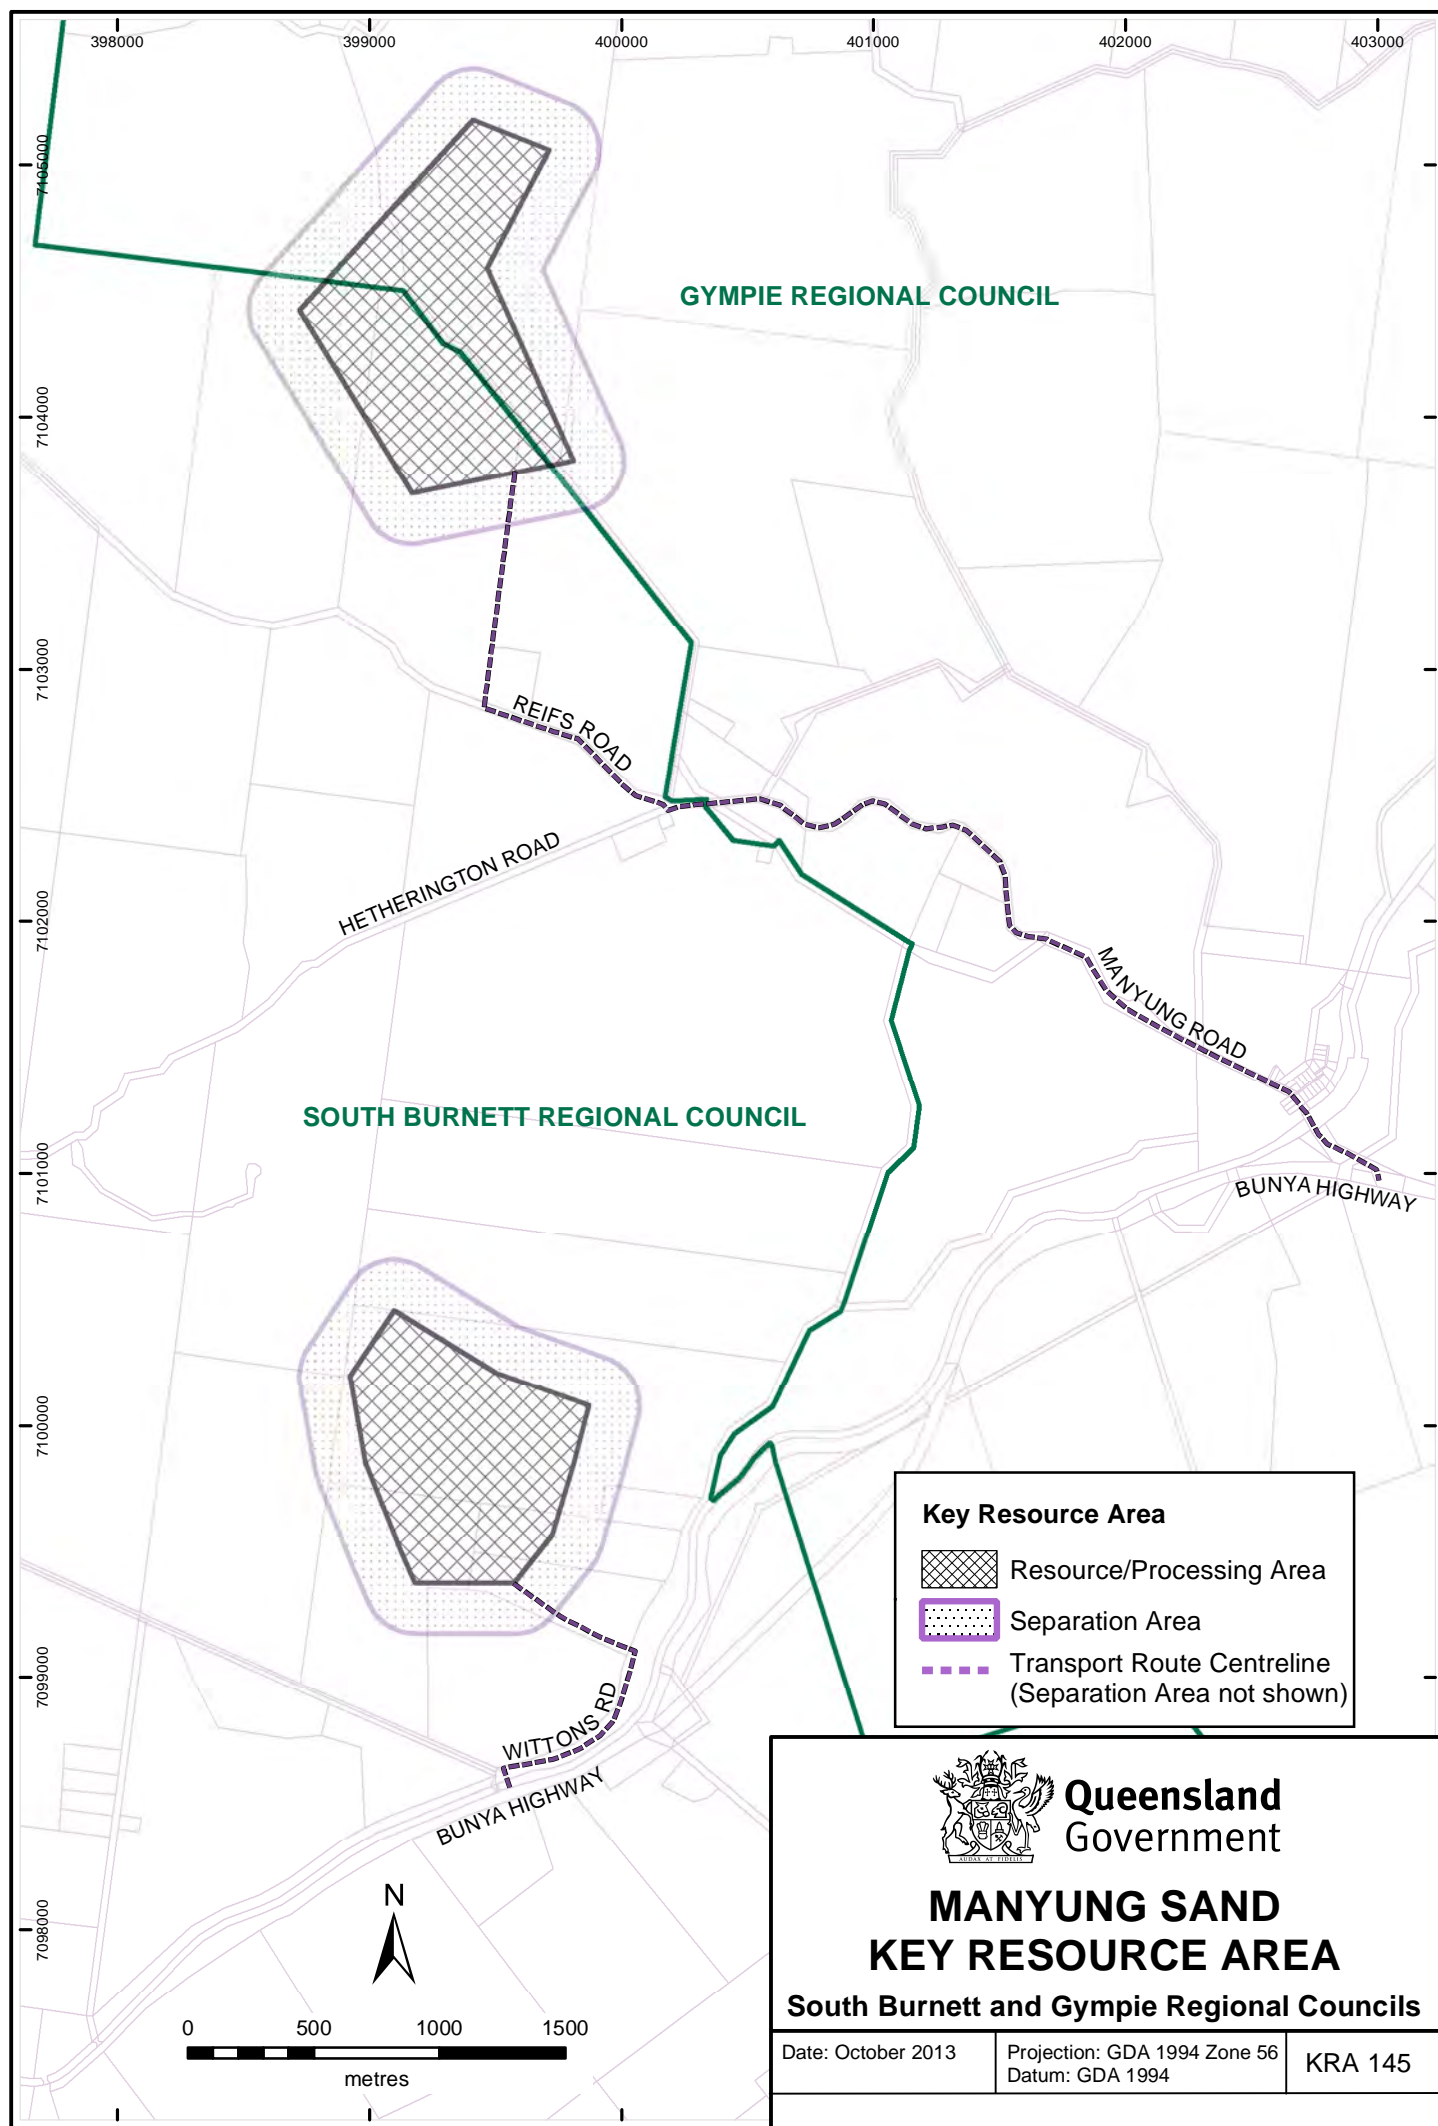 398000
399000
400000
401000
402000
403000
7105000
7104000
7103000
7102000
7101000
7100000
7099000
7098000
GYMPIE REGIONAL COUNCIL
REIFS ROAD
HETHERINGTON ROAD
MANYUNG ROAD
SOUTH BURNETT REGIONAL COUNCIL
BUNYA HIGHWAY
WITTONS RD
BUNYA HIGHWAY
Key Resource Area
Resource/Processing Area
Separation Area
Transport Route Centreline
(Separation Area not shown)
N
0 500 1000 1500
metres
AUDAX AT FIDELIS
Queensland
Government
MANYUNG SAND
KEY RESOURCE AREA
South Burnett and Gympie Regional Councils
Date: October 2013
Projection: GDA 1994 Zone 56
Datum: GDA 1994
KRA 145